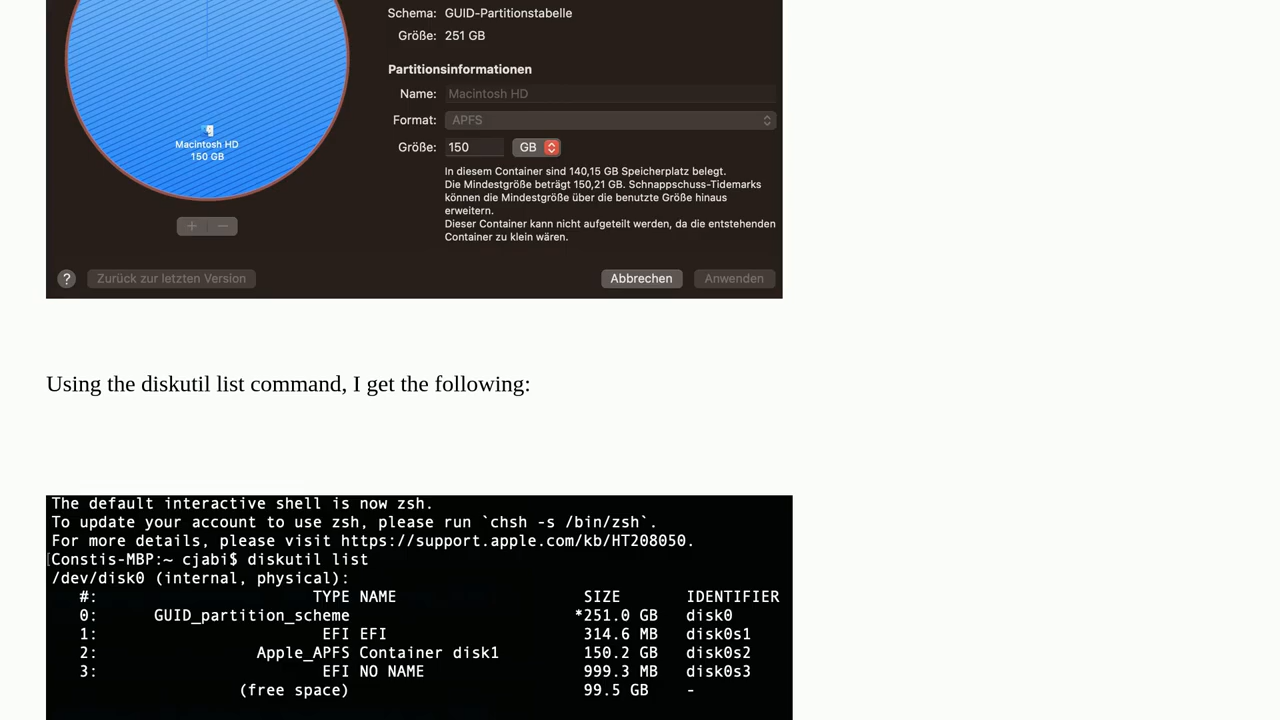 Schema: GUID-Partitionstabelle
Größe: 251 GB
Partitionsinformationen
Name: Macintosh HD
Format: APFS
Größe: 150 GB
Macintosh HD
150 GB
In diesem Container sind 140,15 GB Speicherplatz belegt.
Die Mindestgröße beträgt 150,21 GB. Schnappschuss-Tidemarks
können die Mindestgröße über die benutzte Größe hinaus
erweitern.
Dieser Container kann nicht aufgeteilt werden, da die entstehenden
Container zu klein wären.
+ −
? Zurück zur letzten Version Abbrechen Anwenden
Using the diskutil list command, I get the following:
The default interactive shell is now zsh.
To update your account to use zsh, please run `chsh -s /bin/zsh`.
For more details, please visit https://support.apple.com/kb/HT208050.
[Constis-MBP:~ cjabi$ diskutil list
/dev/disk0 (internal, physical):
#: TYPE NAME SIZE IDENTIFIER
0: GUID_partition_scheme *251.0 GB disk0
1: EFI EFI 314.6 MB disk0s1
2: Apple_APFS Container disk1 150.2 GB disk0s2
3: EFI NO NAME 999.3 MB disk0s3
(free space) 99.5 GB -